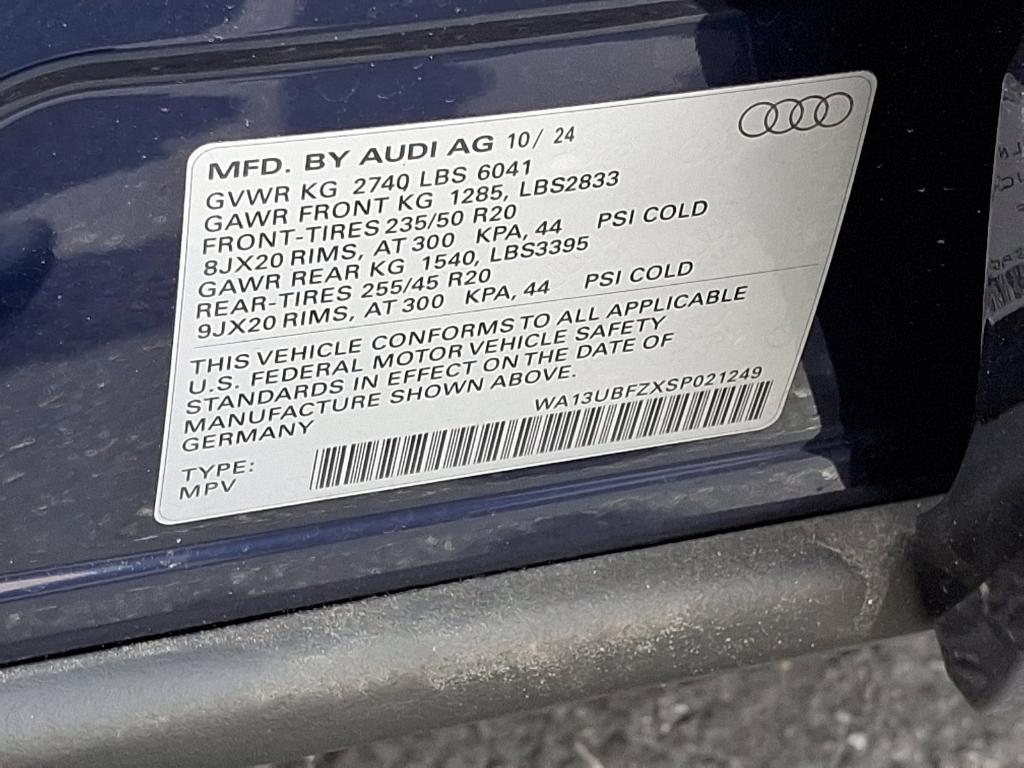 MFD. BY AUDI AG 10/ 24
GVWR KG 2740 LBS 6041
GAWR FRONT KG 1285, LBS2833
FRONT-TIRES 235/50 R20
8JX20 RIMS, AT 300 KPA, 44 PSI COLD
GAWR REAR KG 1540, LBS3395
REAR-TIRES 255/45 R20
9JX20 RIMS, AT 300 KPA, 44 PSI COLD
THIS VEHICLE CONFORMS TO ALL APPLICABLE
U.S. FEDERAL MOTOR VEHICLE SAFETY
STANDARDS IN EFFECT ON THE DATE OF
MANUFACTURE SHOWN ABOVE.
GERMANY
WA13UBFZXSP021249
TYPE:
MPV